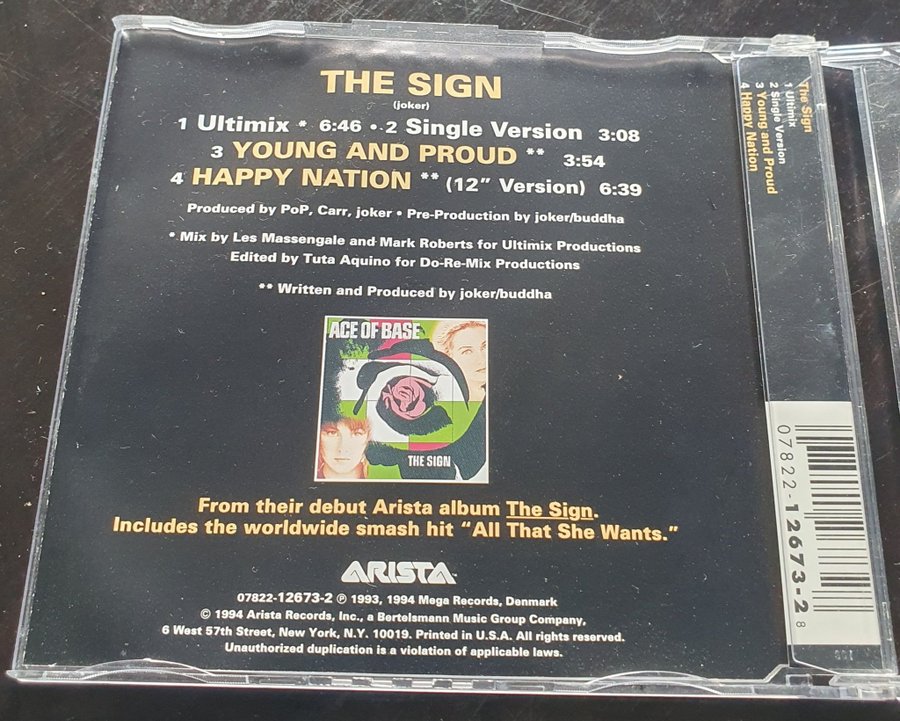 THE SIGN
(joker)
1 Ultimix * 6:46 • 2 Single Version 3:08
3 YOUNG AND PROUD ** 3:54
4 HAPPY NATION ** (12" Version) 6:39
Produced by PoP, Carr, joker • Pre-Production by joker/buddha
* Mix by Les Massengale and Mark Roberts for Ultimix Productions
Edited by Tuta Aquino for Do-Re-Mix Productions
** Written and Produced by joker/buddha
ACE OF BASE
THE SIGN
From their debut Arista album The Sign.
Includes the worldwide smash hit "All That She Wants."
ARISTA
07822-12673-2 ℗ 1993, 1994 Mega Records, Denmark
© 1994 Arista Records, Inc., a Bertelsmann Music Group Company,
6 West 57th Street, New York, N.Y. 10019. Printed in U.S.A. All rights reserved.
Unauthorized duplication is a violation of applicable laws.
The Sign
1 Ultimix
2 Single Version
3 Young and Proud
4 Happy Nation
07822-12673-2 8